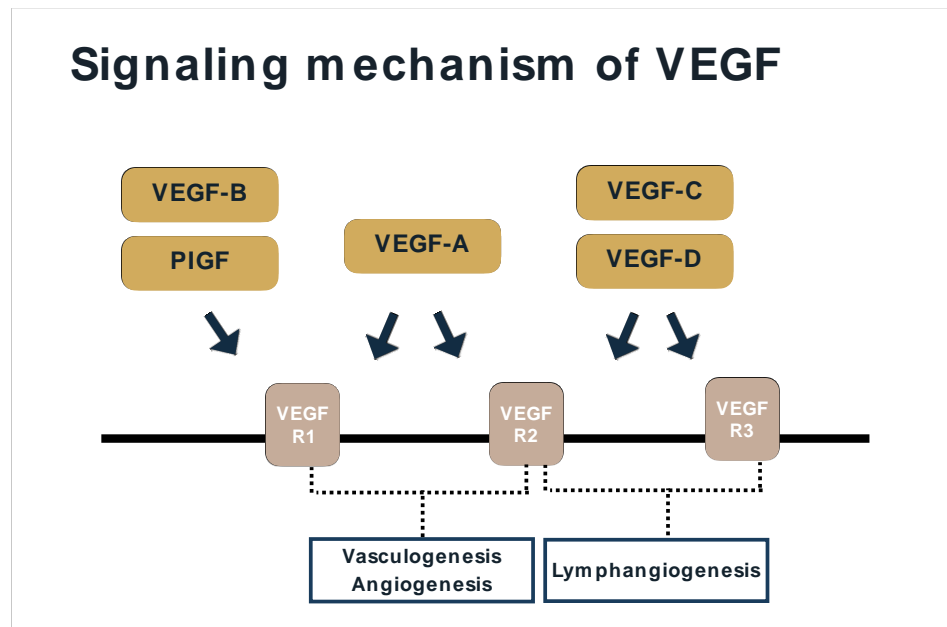 Signaling mechanism of VEGF
VEGF-B
PIGF
VEGF-A
VEGF-C
VEGF-D
VEGF
R1
VEGF
R2
VEGF
R3
Vasculogenesis
Angiogenesis
Lymphangiogenesis